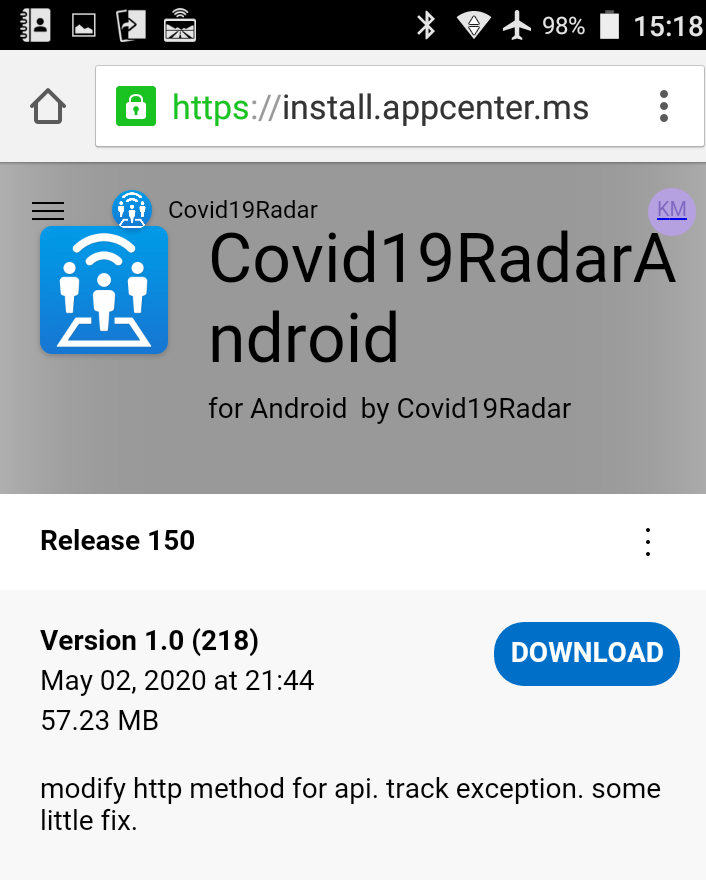 98% 15:18
https://install.appcenter.ms
Covid19Radar KM
Covid19RadarA
ndroid
for Android by Covid19Radar
Release 150
Version 1.0 (218)
DOWNLOAD
May 02, 2020 at 21:44
57.23 MB
modify http method for api. track exception. some
little fix.